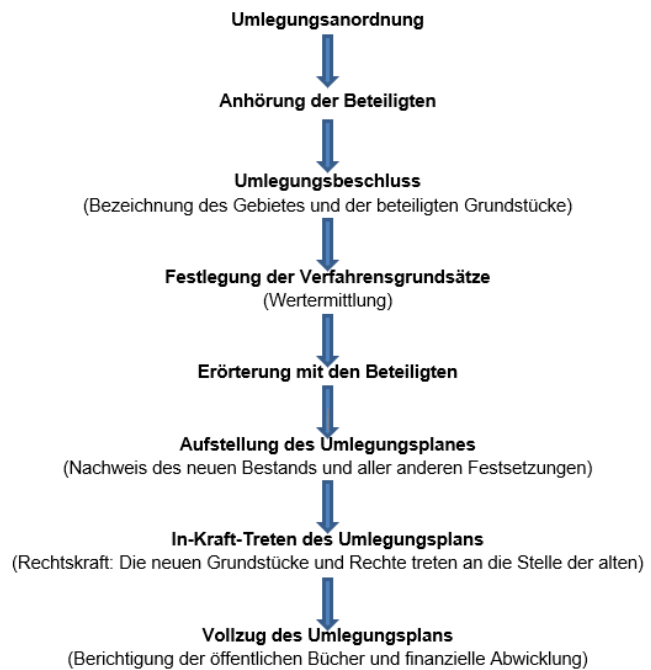 Umlegungsanordnung
Anhörung der Beteiligten
Umlegungsbeschluss
(Bezeichnung des Gebietes und der beteiligten Grundstücke)
Festlegung der Verfahrensgrundsätze
(Wertermittlung)
Erörterung mit den Beteiligten
Aufstellung des Umlegungsplanes
(Nachweis des neuen Bestands und aller anderen Festsetzungen)
In-Kraft-Treten des Umlegungsplans
(Rechtskraft: Die neuen Grundstücke und Rechte treten an die Stelle der alten)
Vollzug des Umlegungsplans
(Berichtigung der öffentlichen Bücher und finanzielle Abwicklung)